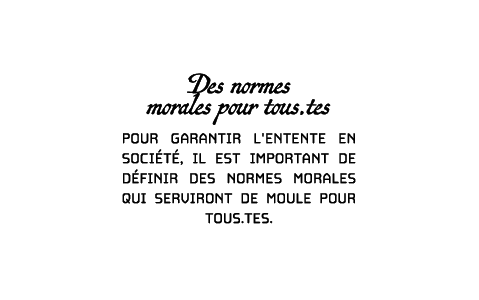 Des normes
morales pour tous.tes
POUR GARANTIR L'ENTENTE EN
SOCIÉTÉ, IL EST IMPORTANT DE
DÉFINIR DES NORMES MORALES
QUI SERVIRONT DE MOULE POUR
TOUS.TES.